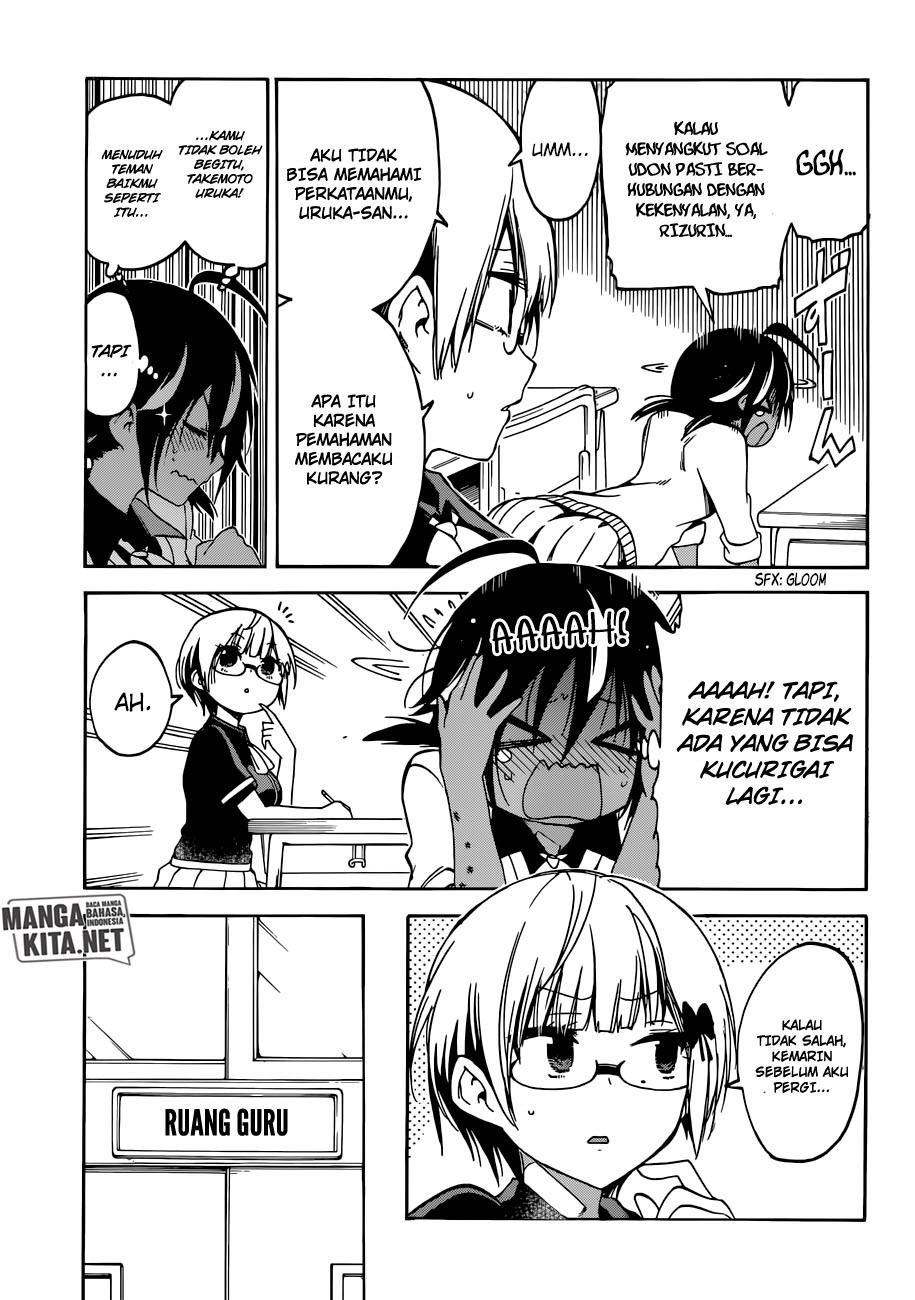 GGH...
KALAU
MENYANGKUT SOAL
UDON PASTI BER-
HUBUNGAN DENGAN
KEKENYALAN, YA,
RIZURIN...
UMM...
AKU TIDAK
BISA MEMAHAMI
PERKATAANMU,
URUKA-SAN...
APA ITU
KARENA
PEMAHAMAN
MEMBACAKU
KURANG?
ズーン
SFX: GLOOM
...KAMU
TIDAK BOLEH
BEGITU,
TAKEMOTO
URUKA!
MENUDUH
TEMAN
BAIKMU
SEPERTI
ITU...
TAPI
...
AAAAH!
AAAAH! TAPI,
KARENA TIDAK
ADA YANG BISA
KUCURIGAI
LAGI...
AH.
KALAU
TIDAK SALAH,
KEMARIN
SEBELUM AKU
PERGI...
RUANG GURU
MANGA
KITA.NET
BACA MANGA
BAHASA
INDONESIA